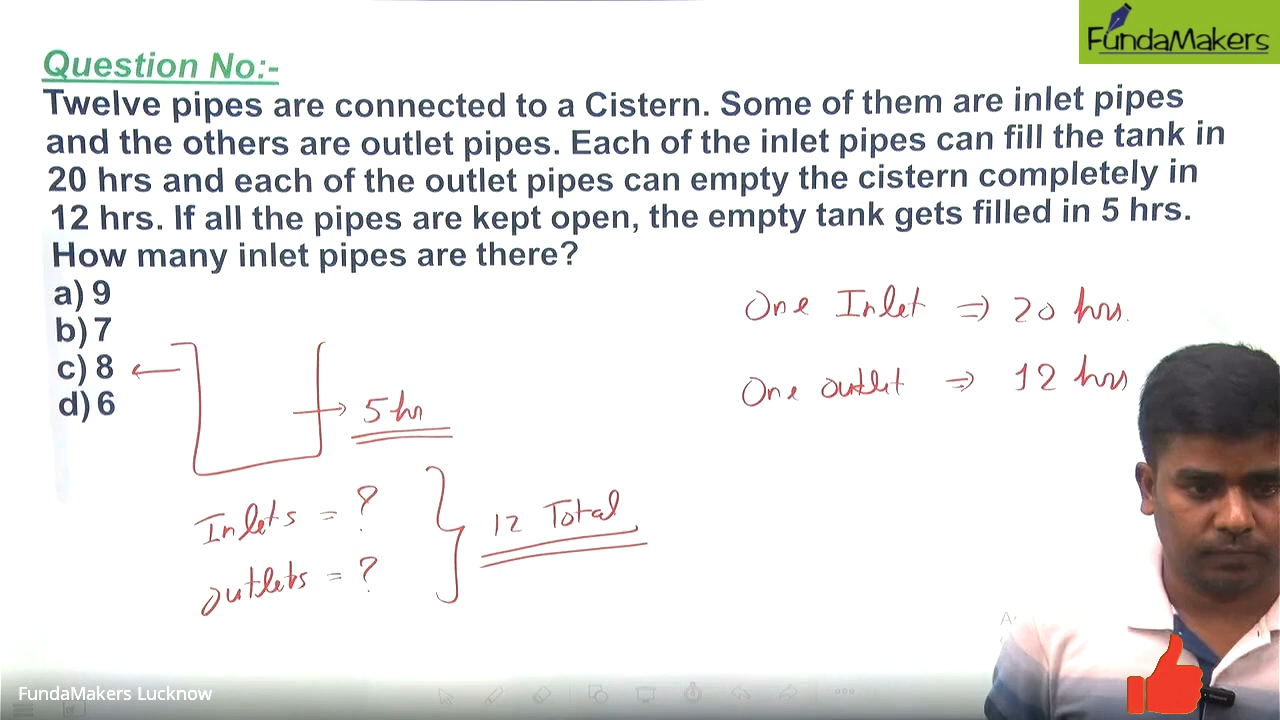 FundaMakers
Question No:-
Twelve pipes are connected to a Cistern. Some of them are inlet pipes
and the others are outlet pipes. Each of the inlet pipes can fill the tank in
20 hrs and each of the outlet pipes can empty the cistern completely in
12 hrs. If all the pipes are kept open, the empty tank gets filled in 5 hrs.
How many inlet pipes are there?
a) 9
b) 7
c) 8
d) 6
One Inlet ⇒ 20 hrs.
One outlet ⇒ 12 hrs
5 hr
Inlets = ?
outlets = ?
12 Total
FundaMakers Lucknow